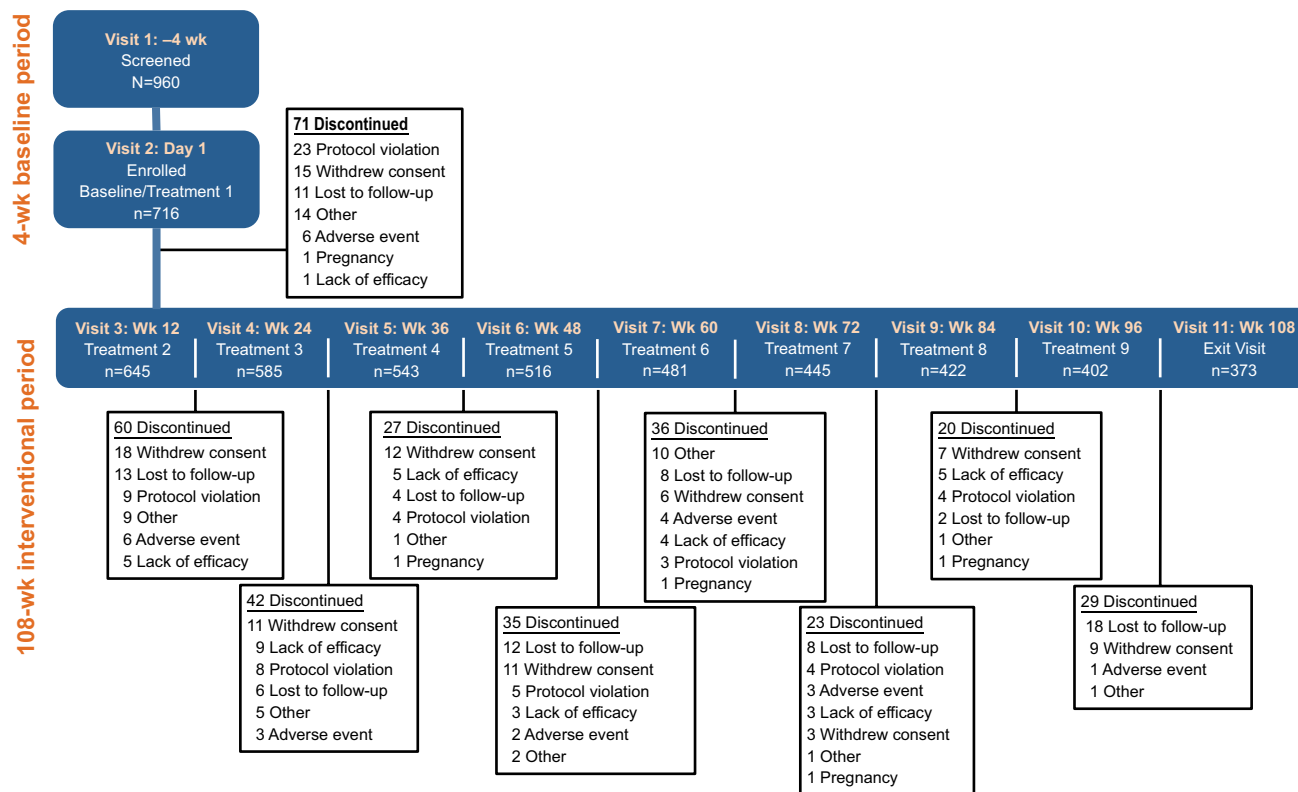 4-wk baseline period
Visit 1: –4 wk
Screened
N=960
Visit 2: Day 1
Enrolled
Baseline/Treatment 1
n=716
71 Discontinued
23 Protocol violation
15 Withdrew consent
11 Lost to follow-up
14 Other
6 Adverse event
1 Pregnancy
1 Lack of efficacy
108-wk interventional period
Visit 3: Wk 12
Treatment 2
n=645
Visit 4: Wk 24
Treatment 3
n=585
Visit 5: Wk 36
Treatment 4
n=543
Visit 6: Wk 48
Treatment 5
n=516
Visit 7: Wk 60
Treatment 6
n=481
Visit 8: Wk 72
Treatment 7
n=445
Visit 9: Wk 84
Treatment 8
n=422
Visit 10: Wk 96
Treatment 9
n=402
Visit 11: Wk 108
Exit Visit
n=373
60 Discontinued
18 Withdrew consent
13 Lost to follow-up
9 Protocol violation
9 Other
6 Adverse event
5 Lack of efficacy
42 Discontinued
11 Withdrew consent
9 Lack of efficacy
8 Protocol violation
6 Lost to follow-up
5 Other
3 Adverse event
27 Discontinued
12 Withdrew consent
5 Lack of efficacy
4 Lost to follow-up
4 Protocol violation
1 Other
1 Pregnancy
35 Discontinued
12 Lost to follow-up
11 Withdrew consent
5 Protocol violation
3 Lack of efficacy
2 Adverse event
2 Other
36 Discontinued
10 Other
8 Lost to follow-up
6 Withdrew consent
4 Adverse event
4 Lack of efficacy
3 Protocol violation
1 Pregnancy
23 Discontinued
8 Lost to follow-up
4 Protocol violation
3 Adverse event
3 Lack of efficacy
3 Withdrew consent
1 Other
1 Pregnancy
20 Discontinued
7 Withdrew consent
5 Lack of efficacy
4 Protocol violation
2 Lost to follow-up
1 Other
1 Pregnancy
29 Discontinued
18 Lost to follow-up
9 Withdrew consent
1 Adverse event
1 Other